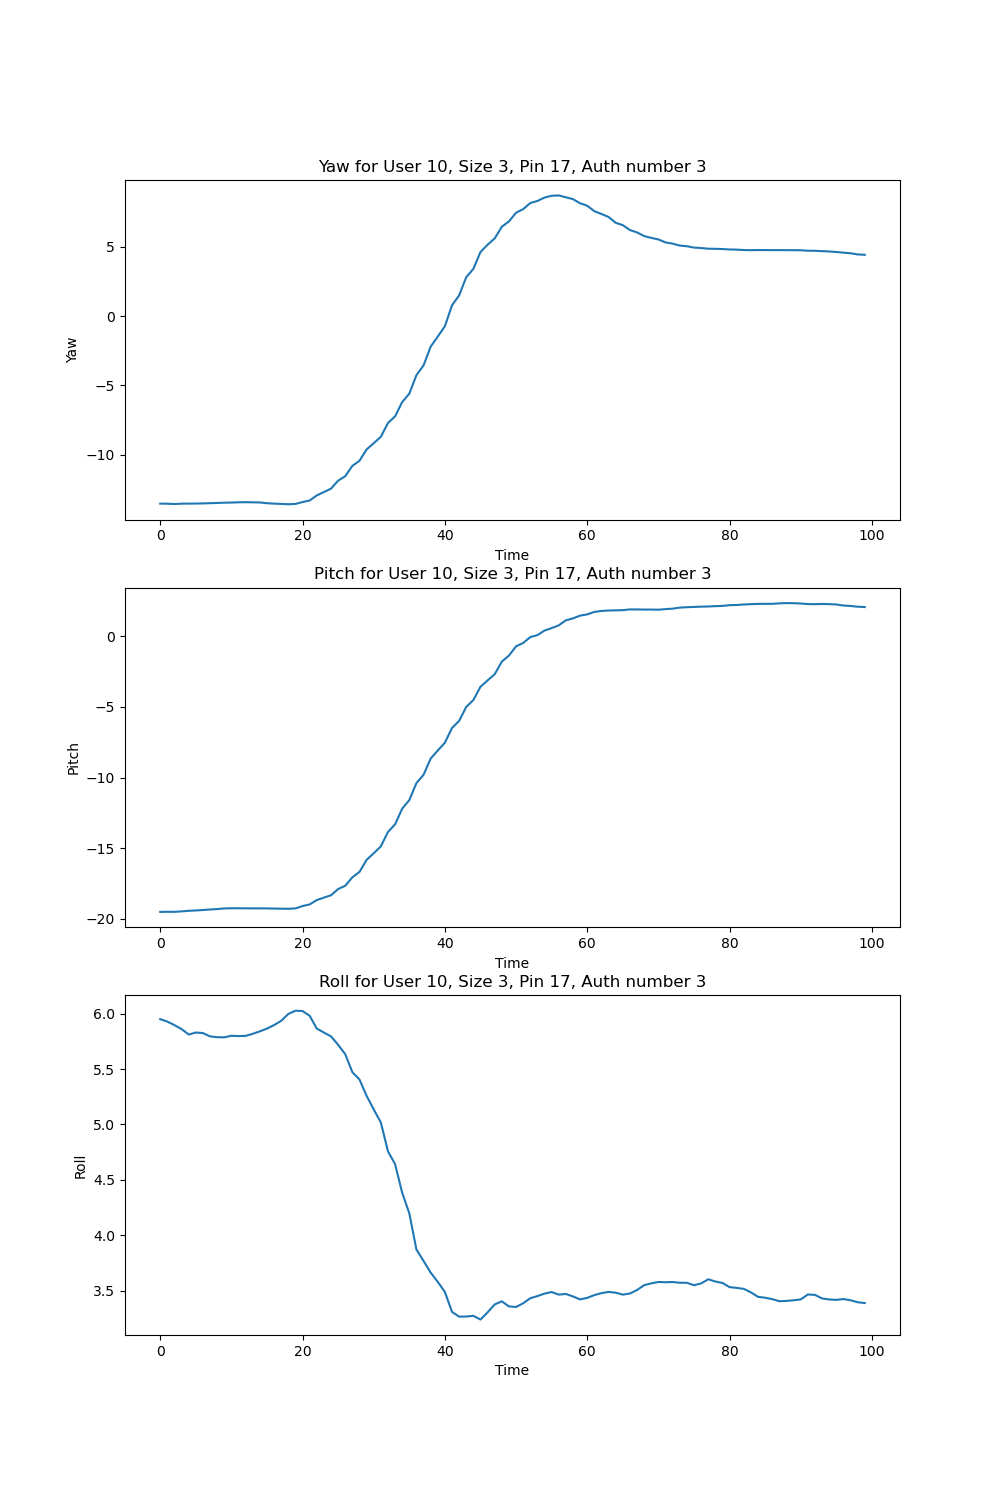 Yaw for User 10, Size 3, Pin 17, Auth number 3
5
0
−5
−10
Yaw
0 20 40 60 80 100
Time
Pitch for User 10, Size 3, Pin 17, Auth number 3
0
−5
−10
−15
−20
Pitch
0 20 40 60 80 100
Time
Roll for User 10, Size 3, Pin 17, Auth number 3
6.0
5.5
5.0
4.5
4.0
3.5
Roll
0 20 40 60 80 100
Time